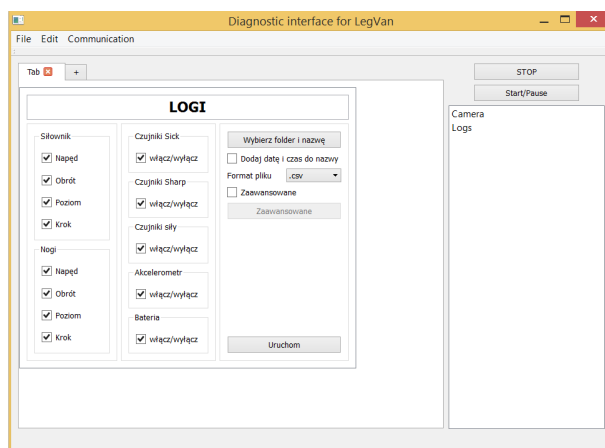 Diagnostic interface for LegVan
File Edit Communication
Tab +
STOP
Start/Pause
Camera
Logs
LOGI
Siłownik
Napęd
Obrót
Poziom
Krok
Nogi
Napęd
Obrót
Poziom
Krok
Czujniki Sick
włącz/wyłącz
Czujniki Sharp
włącz/wyłącz
Czujniki siły
włącz/wyłącz
Akcelerometr
włącz/wyłącz
Bateria
włącz/wyłącz
Wybierz folder i nazwę
Dodaj datę i czas do nazwy
Format pliku .csv
Zaawansowane
Zaawansowane
Uruchom